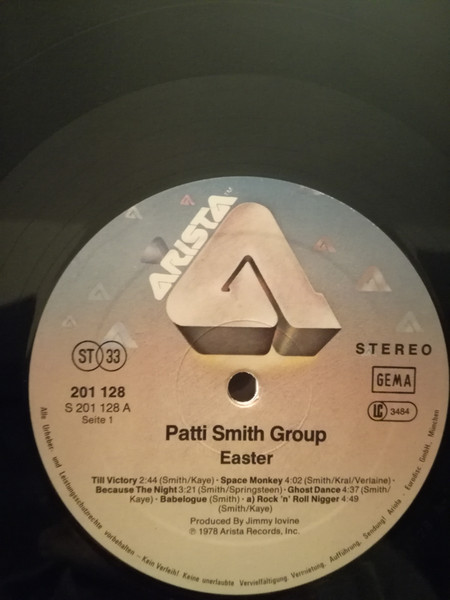 ARISTA™
ST 33
STEREO
GEMA
201 128
S 201 128 A
Seite 1
LC 3484
Patti Smith Group
Easter
Till Victory 2:44 (Smith/Kaye) · Space Monkey 4:02 (Smith/Kral/Verlaine) ·
Because The Night 3:21 (Smith/Springsteen) · Ghost Dance 4:37 (Smith/
Kaye) · Babelogue (Smith) · a) Rock 'n' Roll Nigger 4:49
(Smith/Kaye)
Produced By Jimmy Iovine
℗ 1978 Arista Records, Inc.
Alle Urheber- und Leistungsschutzrechte vorbehalten - Kein Verleih! Keine unerlaubte Vervielfältigung, Vermietung, Aufführung, Sendung! Ariola - Eurodisc GmbH, München